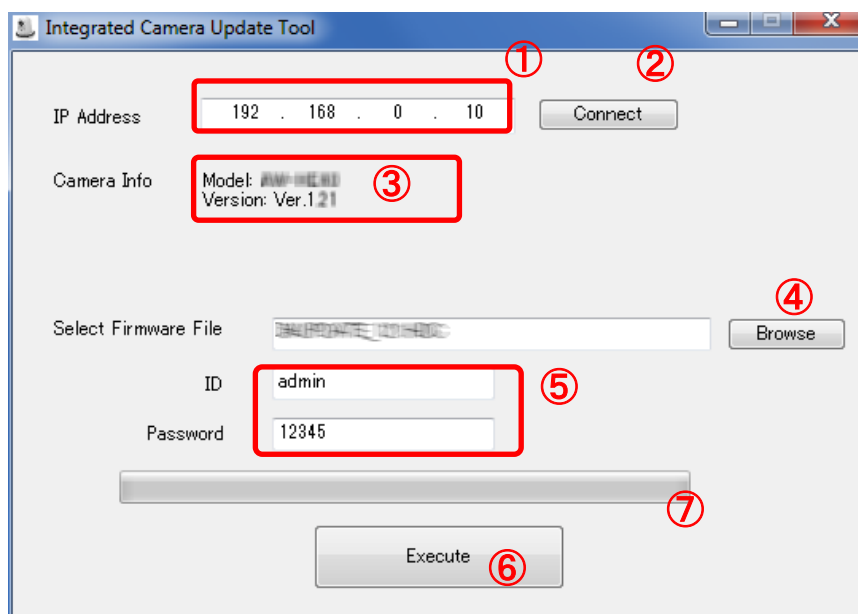 Integrated Camera Update Tool
①
②
IP Address 192 . 168 . 0 . 10 Connect
Camera Info Model:
③
Version: Ver.1.21
④
Select Firmware File Browse
ID admin
⑤
Password 12345
⑦
Execute
⑥